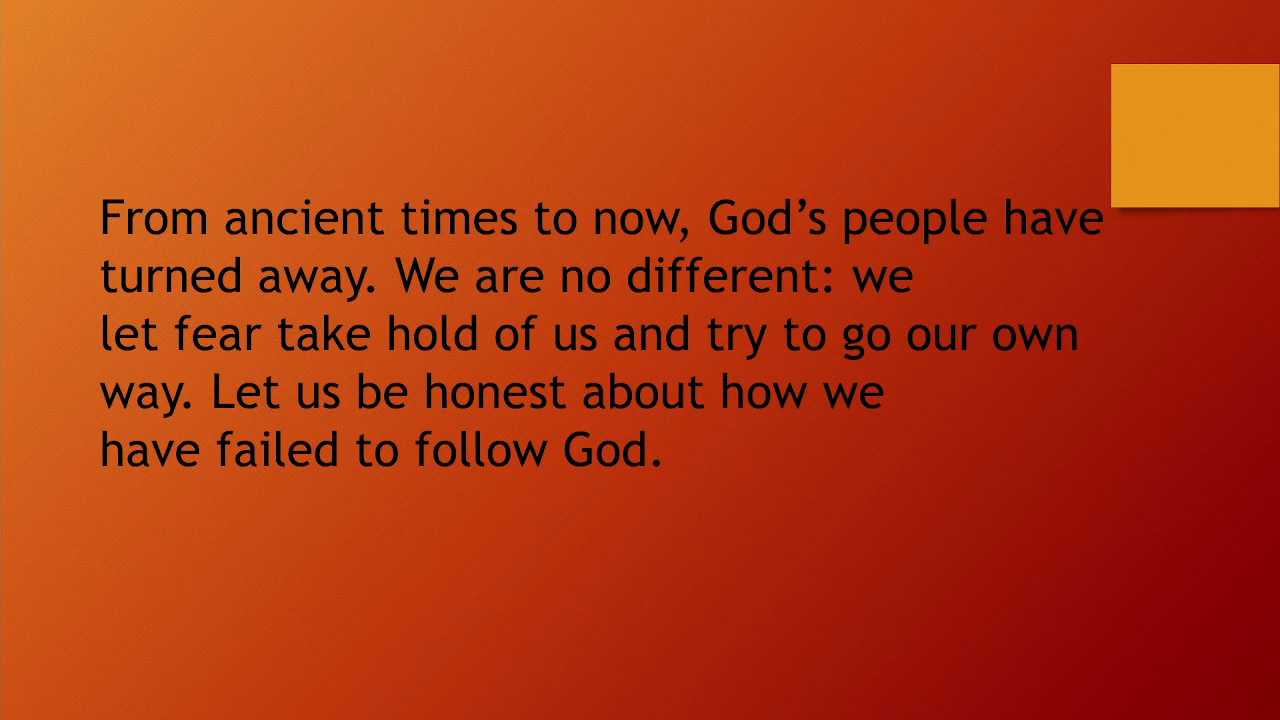 From ancient times to now, God’s people have
turned away. We are no different: we
let fear take hold of us and try to go our own
way. Let us be honest about how we
have failed to follow God.